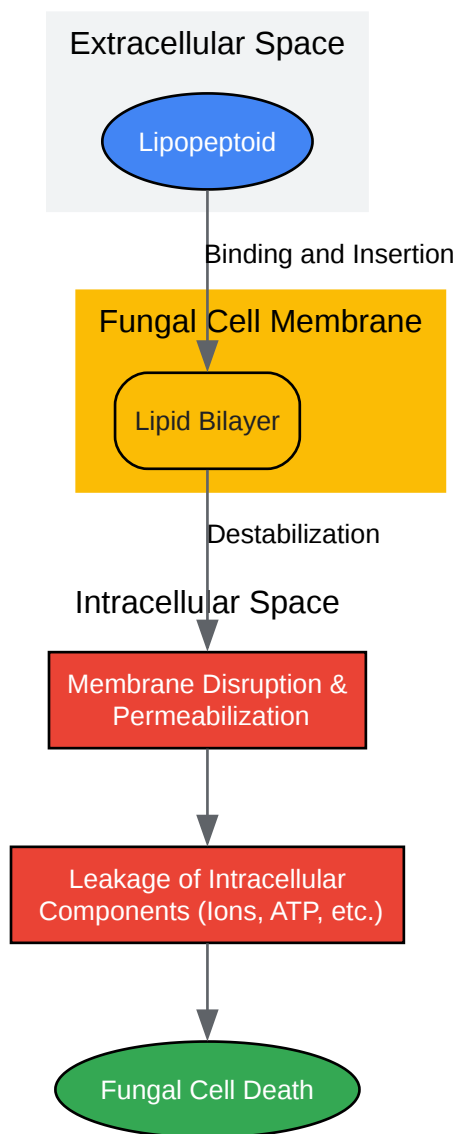 Extracellular Space
Lipopeptoid
Binding and Insertion
Fungal Cell Membrane
Lipid Bilayer
Destabilization
Intracellular Space
Membrane Disruption &
Permeabilization
Leakage of Intracellular
Components (Ions, ATP, etc.)
Fungal Cell Death